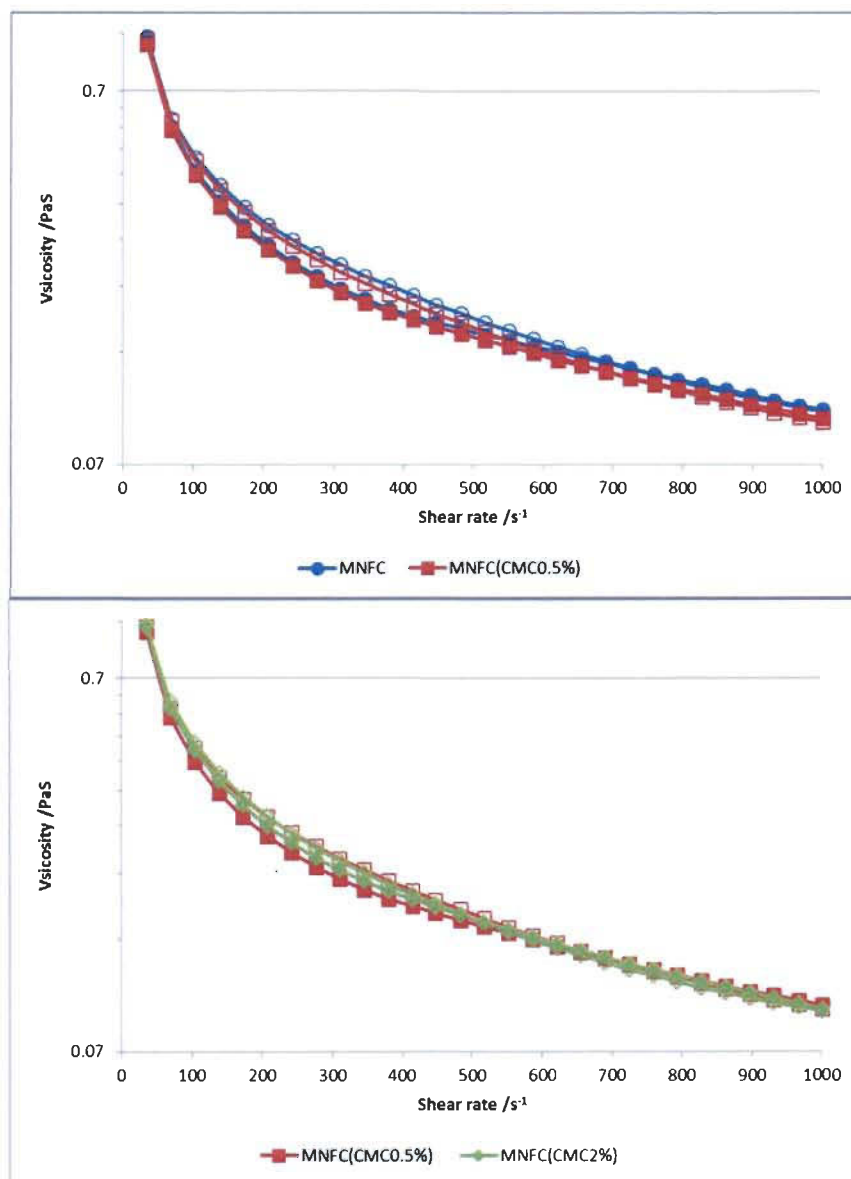 0.7
Vsicosity /PaS
0.07
0 100 200 300 400 500 600 700 800 900 1000
Shear rate /s-1
MNFC MNFC(CMC0.5%)
0.7
Vsicosity /PaS
0.07
0 100 200 300 400 500 600 700 800 900 1000
Shear rate /s-1
MNFC(CMC0.5%) MNFC(CMC2%)